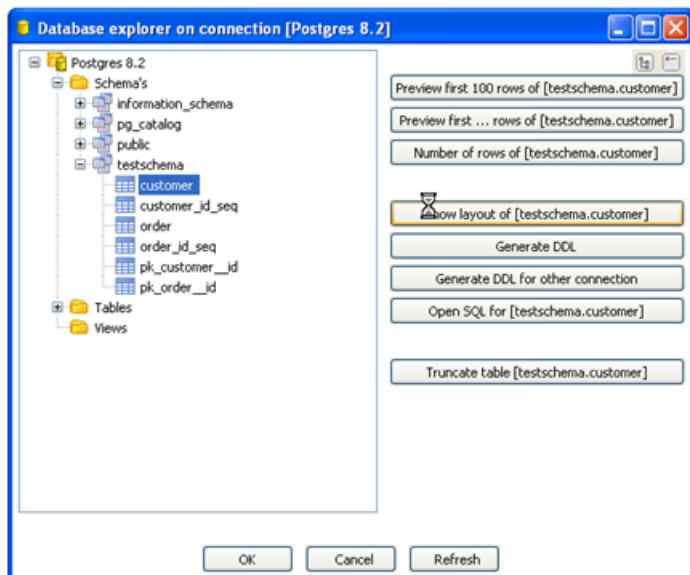 Database explorer on connection [Postgres 8.2]
Postgres 8.2
Schema's
information_schema
pg_catalog
public
testschema
customer
customer_id_seq
order
order_id_seq
pk_customer__id
pk_order__id
Tables
Views
Preview first 100 rows of [testschema.customer]
Preview first ... rows of [testschema.customer]
Number of rows of [testschema.customer]
layout of [testschema.customer]
Generate DDL
Generate DDL for other connection
Open SQL for [testschema.customer]
Truncate table [testschema.customer]
OK
Cancel
Refresh